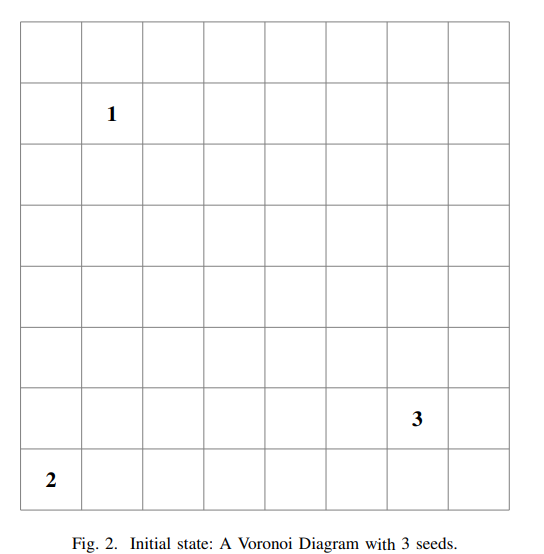 1
3
2
Fig. 2. Initial state: A Voronoi Diagram with 3 seeds.